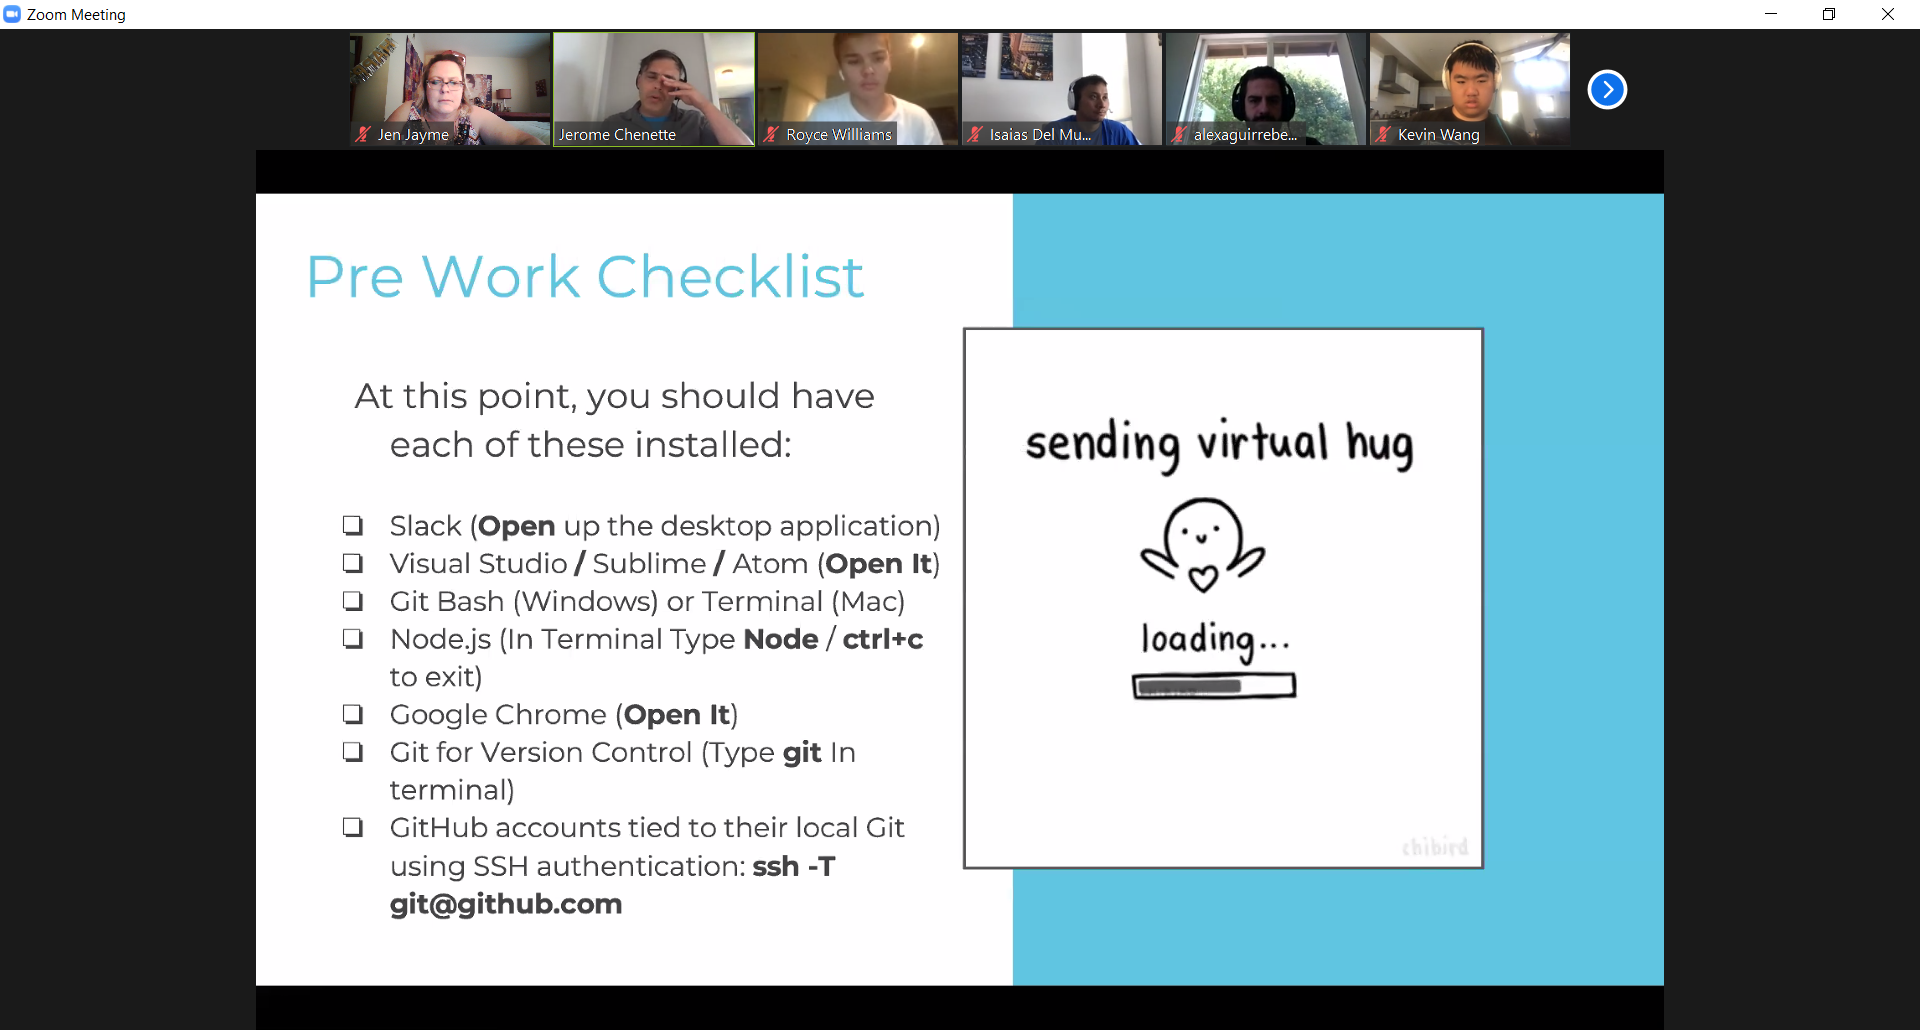 Zoom Meeting
Jen Jayme
Jerome Chenette
Royce Williams
Isaias Del Mu...
alexaguirrebe...
Kevin Wang
Pre Work Checklist
At this point, you should have
each of these installed:
Slack (Open up the desktop application)
Visual Studio / Sublime / Atom (Open It)
Git Bash (Windows) or Terminal (Mac)
Node.js (In Terminal Type Node / ctrl+c
to exit)
Google Chrome (Open It)
Git for Version Control (Type git In
terminal)
GitHub accounts tied to their local Git
using SSH authentication: ssh -T
git@github.com
sending virtual hug
loading...
chibird